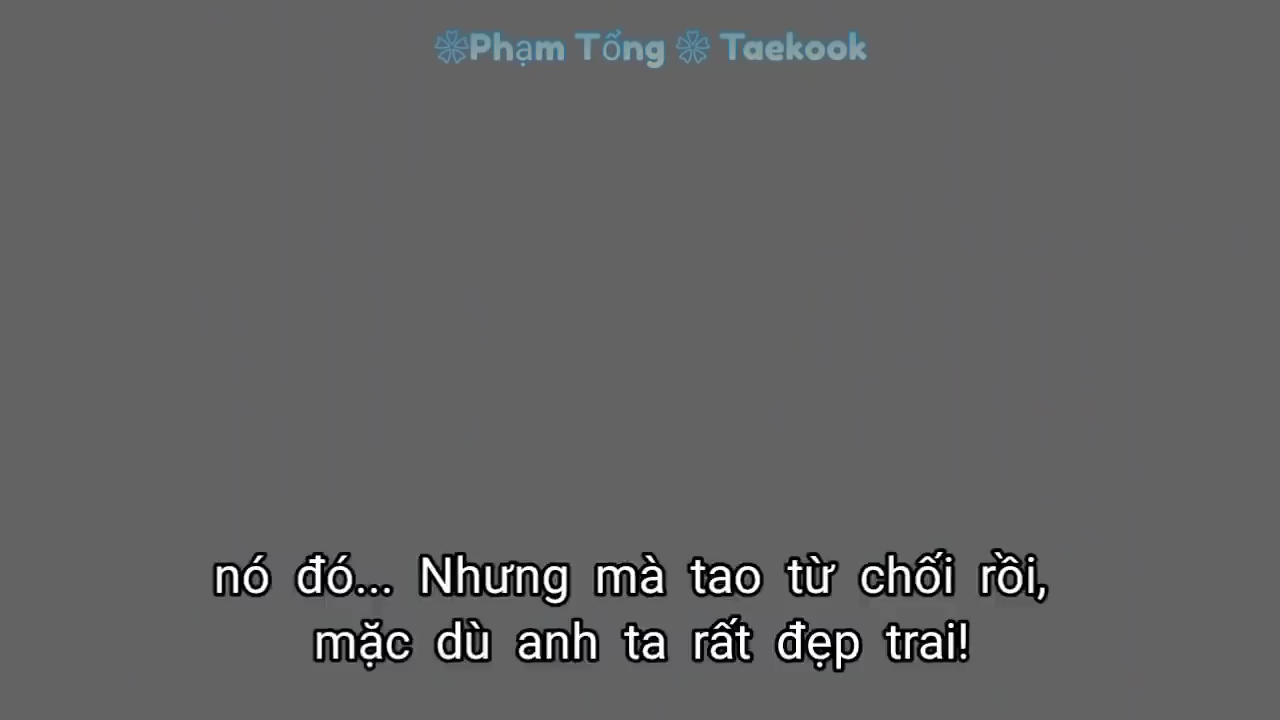 ❀Phạm Tổng ❀ Taekook
nó đó... Nhưng mà tao từ chối rồi,
mặc dù anh ta rất đẹp trai!